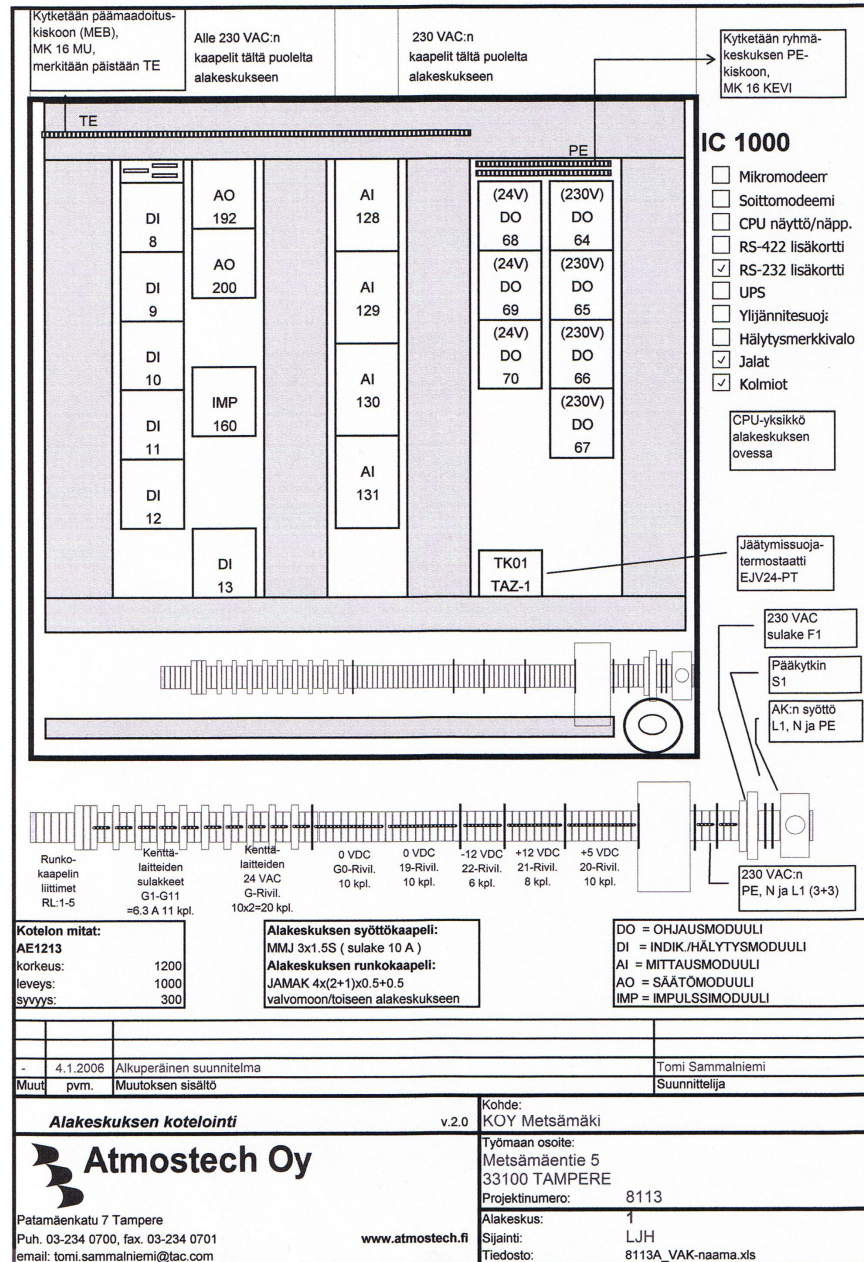 Kytketään päämaadoitus-
kiskoon (MEB),
MK 16 MU,
merkitään päistään TE
Alle 230 VAC:n
kaapelit tältä puolelta
alakeskukseen
230 VAC:n
kaapelit tältä puolelta
alakeskukseen
Kytketään ryhmä-
keskuksen PE-
kiskoon,
MK 16 KEVI
TE
PE
IC 1000
Mikromodeerr
Soittomodeemi
CPU näyttö/näpp.
RS-422 lisäkortti
RS-232 lisäkortti
UPS
Ylijännitesuoja
Hälytysmerkkivalo
Jalat
Kolmiot
DI
8
DI
9
DI
10
DI
11
DI
12
AO
192
AO
200
IMP
160
DI
13
AI
128
AI
129
AI
130
AI
131
(24V)
DO
68
(24V)
DO
69
(24V)
DO
70
(230V)
DO
64
(230V)
DO
65
(230V)
DO
66
(230V)
DO
67
TK01
TAZ-1
CPU-yksikkö
alakeskuksen
ovessa
Jäätymissuoja-
termostaatti
EJV24-PT
230 VAC
sulake F1
Pääkytkin
S1
AK:n syöttö
L1, N ja PE
Runko-
kaapelin
liittimet
RL:1-5
Kenttä-
laitteiden
sulakkeet
G1-G11
=6.3 A 11 kpl.
Kenttä-
laitteiden
24 VAC
G-Rivil.
10x2=20 kpl.
0 VDC
G0-Rivil.
10 kpl.
0 VDC
19-Rivil.
10 kpl.
-12 VDC
22-Rivil.
6 kpl.
+12 VDC
21-Rivil.
8 kpl.
+5 VDC
20-Rivil.
10 kpl.
230 VAC:n
PE, N ja L1 (3+3)
Kotelon mitat:
AE1213
korkeus: 1200
leveys: 1000
syvyys: 300
Alakeskuksen syöttökaapeli:
MMJ 3x1.5S ( sulake 10 A )
Alakeskuksen runkokaapeli:
JAMAK 4x(2+1)x0.5+0.5
valvomoon/toiseen alakeskukseen
DO = OHJAUSMODUULI
DI = INDIK./HÄLYTYSMODUULI
AI = MITTAUSMODUULI
AO = SÄÄTÖMODUULI
IMP = IMPULSSIMODUULI
- 4.1.2006 Alkuperäinen suunnitelma Tomi Sammalniemi
Muut pvm. Muutoksen sisältö Suunnittelija
Alakeskuksen kotelointi v.2.0
Kohde:
KOY Metsämäki
Työmaan osoite:
Metsämäentie 5
33100 TAMPERE
Projektinumero: 8113
Atmostech Oy
Patamäenkatu 7 Tampere
Puh. 03-234 0700, fax. 03-234 0701 www.atmostech.fi
email: tomi.sammalniemi@tac.com
Alakeskus: 1
Sijainti: LJH
Tiedosto: 8113A_VAK-naama.xls